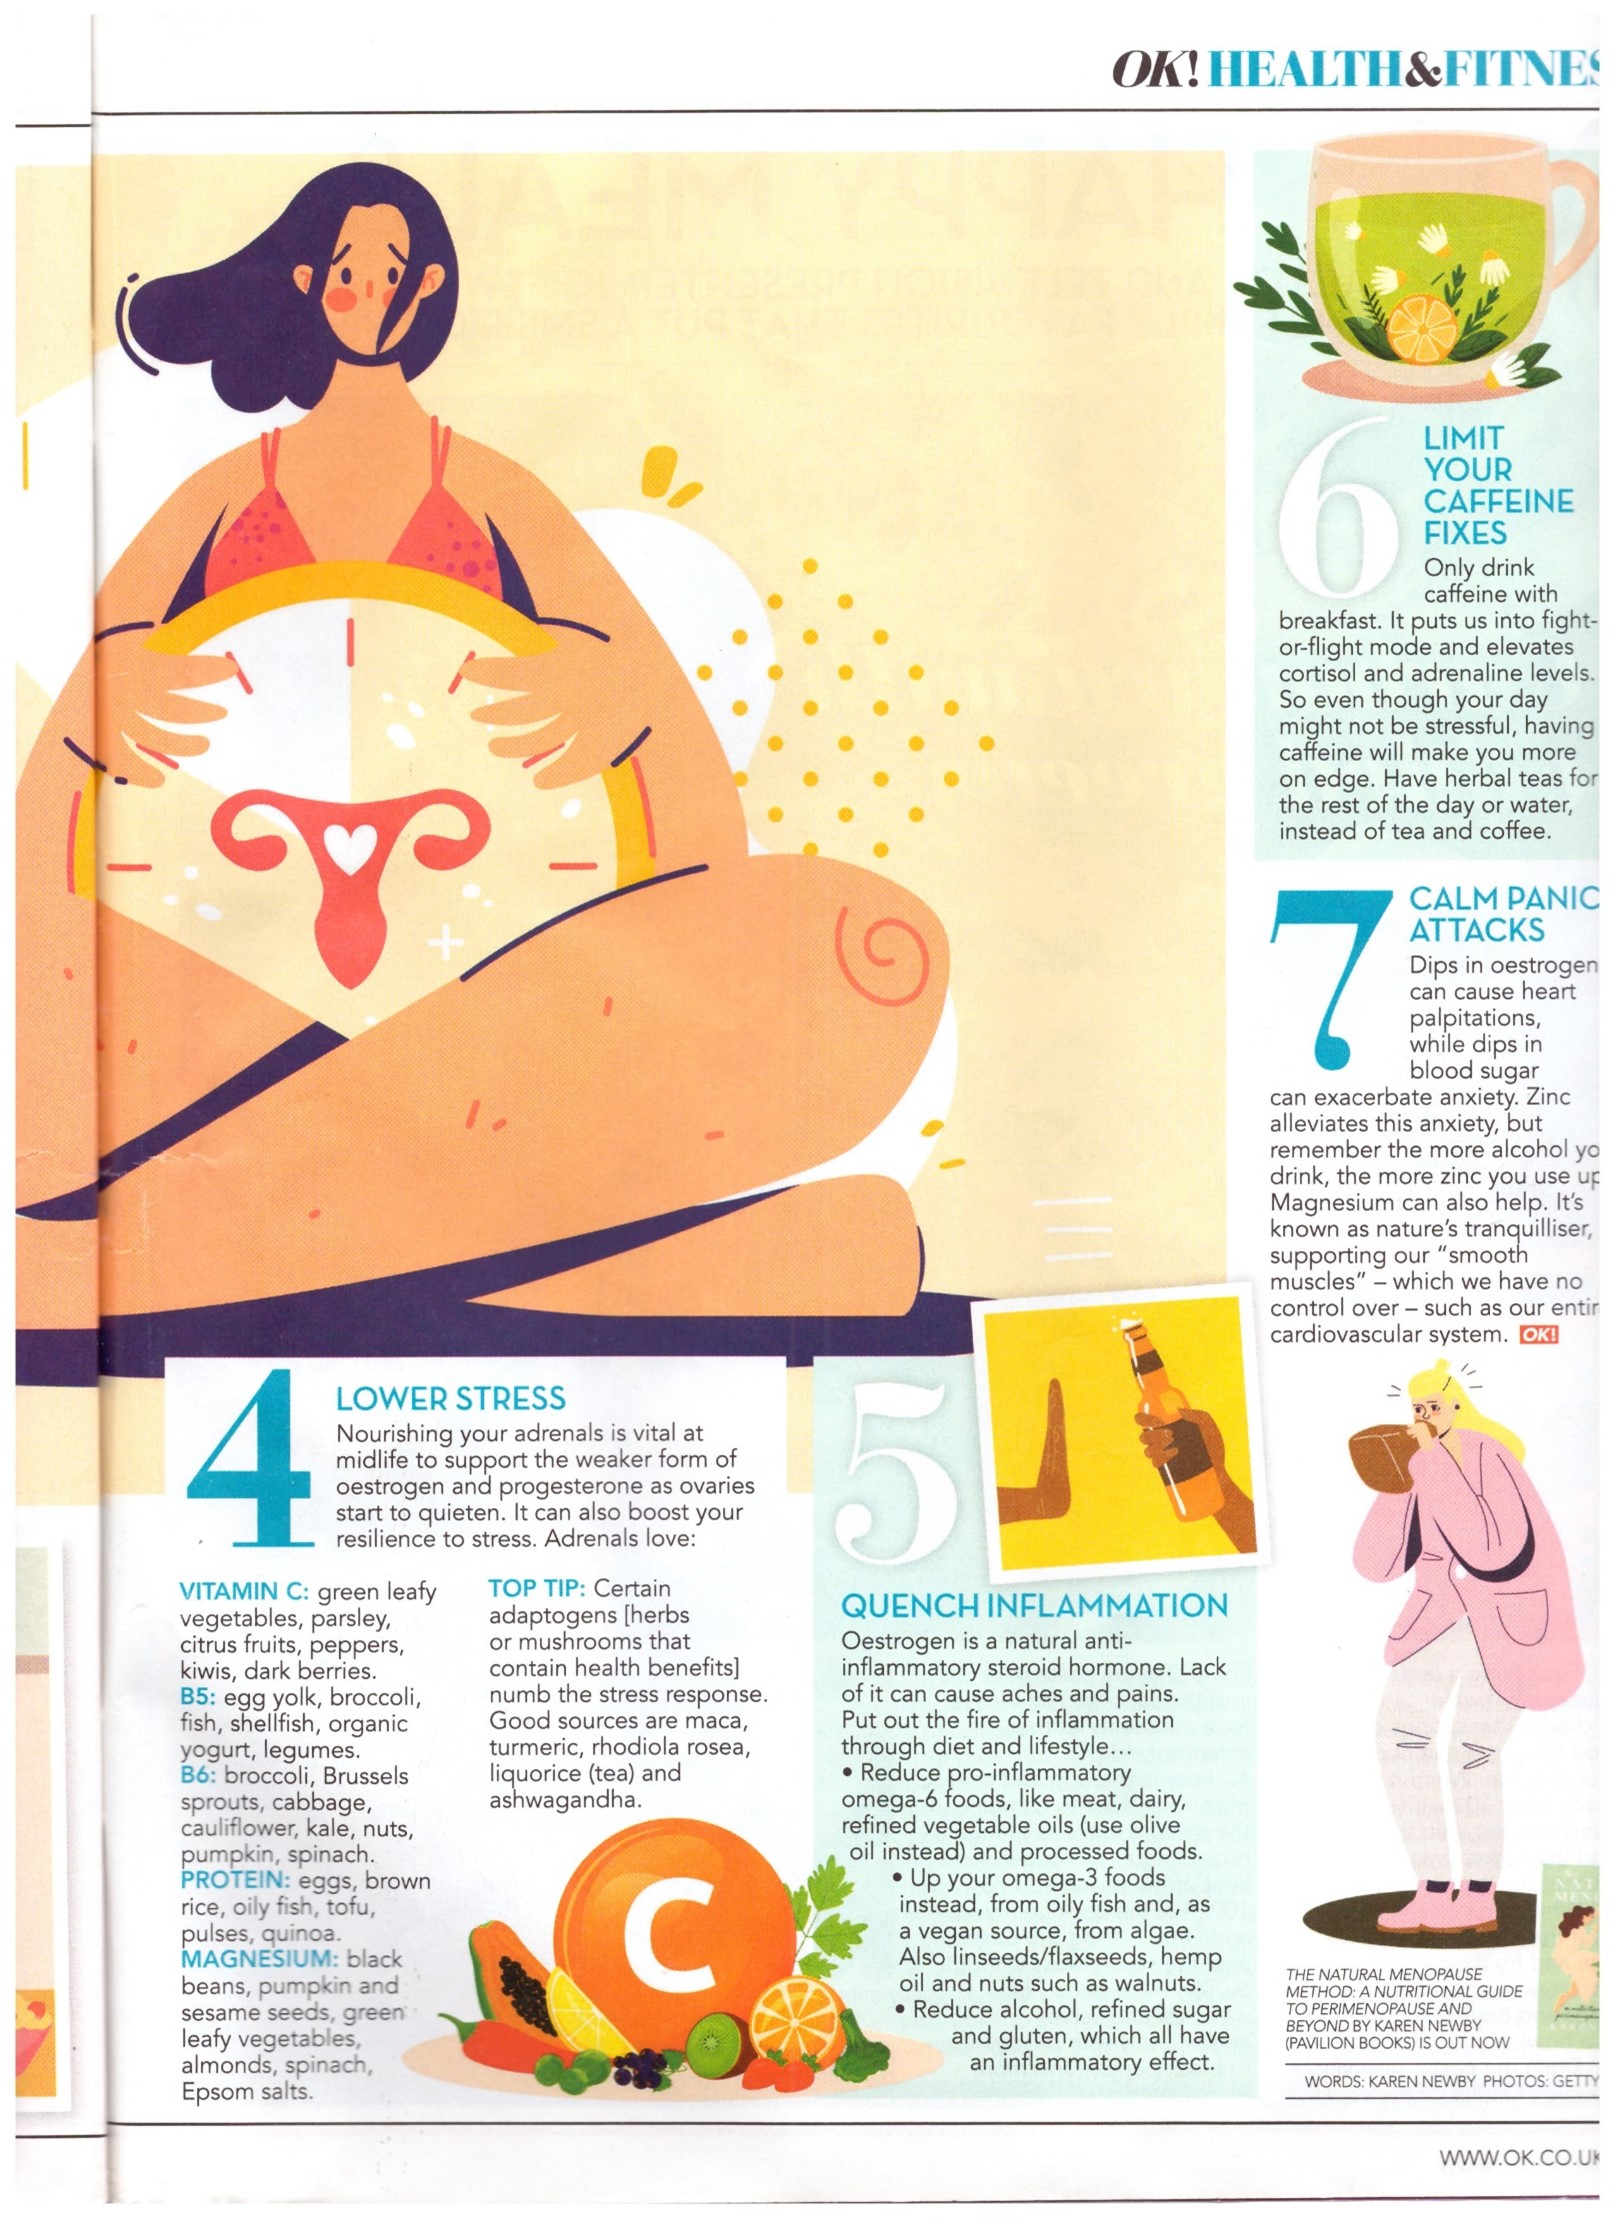 OK! HEALTH&FITNES
4
LOWER STRESS
Nourishing your adrenals is vital at
midlife to support the weaker form of
oestrogen and progesterone as ovaries
start to quieten. It can also boost your
resilience to stress. Adrenals love:
VITAMIN C: green leafy
vegetables, parsley,
citrus fruits, peppers,
kiwis, dark berries.
B5: egg yolk, broccoli,
fish, shellfish, organic
yogurt, legumes.
B6: broccoli, Brussels
sprouts, cabbage,
cauliflower, kale, nuts,
pumpkin, spinach.
PROTEIN: eggs, brown
rice, oily fish, tofu,
pulses, quinoa.
MAGNESIUM: black
beans, pumpkin and
sesame seeds, green
leafy vegetables,
almonds, spinach,
Epsom salts.
TOP TIP: Certain
adaptogens [herbs
or mushrooms that
contain health benefits]
numb the stress response.
Good sources are maca,
turmeric, rhodiola rosea,
liquorice (tea) and
ashwagandha.
C
5
QUENCH INFLAMMATION
Oestrogen is a natural anti-
inflammatory steroid hormone. Lack
of it can cause aches and pains.
Put out the fire of inflammation
through diet and lifestyle...
• Reduce pro-inflammatory
omega-6 foods, like meat, dairy,
refined vegetable oils (use olive
oil instead) and processed foods.
• Up your omega-3 foods
instead, from oily fish and, as
a vegan source, from algae.
Also linseeds/flaxseeds, hemp
oil and nuts such as walnuts.
• Reduce alcohol, refined sugar
and gluten, which all have
an inflammatory effect.
6
LIMIT
YOUR
CAFFEINE
FIXES
Only drink
caffeine with
breakfast. It puts us into fight-
or-flight mode and elevates
cortisol and adrenaline levels.
So even though your day
might not be stressful, having
caffeine will make you more
on edge. Have herbal teas for
the rest of the day or water,
instead of tea and coffee.
7
CALM PANIC
ATTACKS
Dips in oestrogen
can cause heart
palpitations,
while dips in
blood sugar
can exacerbate anxiety. Zinc
alleviates this anxiety, but
remember the more alcohol yo
drink, the more zinc you use up
Magnesium can also help. It's
known as nature's tranquilliser,
supporting our "smooth
muscles" – which we have no
control over – such as our entir
cardiovascular system. OK!
THE NATURAL MENOPAUSE
METHOD: A NUTRITIONAL GUIDE
TO PERIMENOPAUSE AND
BEYOND BY KAREN NEWBY
(PAVILION BOOKS) IS OUT NOW
WORDS: KAREN NEWBY PHOTOS: GETTY
WWW.OK.CO.UK